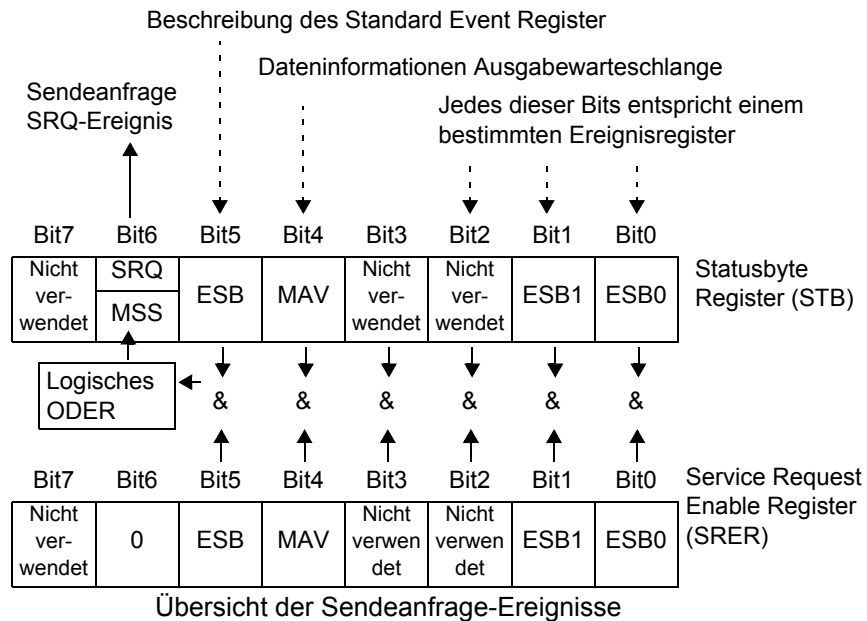 Beschreibung des Standard Event Register
Dateninformationen Ausgabewarteschlange
Sendeanfrage
SRQ-Ereignis
Jedes dieser Bits entspricht einem
bestimmten Ereignisregister
Bit7 Bit6 Bit5 Bit4 Bit3 Bit2 Bit1 Bit0
Nicht
ver-
wendet
SRQ
MSS
ESB
MAV
Nicht
ver-
wendet
Nicht
ver-
wendet
ESB1
ESB0
Statusbyte
Register (STB)
Logisches
ODER
& & & & & &
Bit7 Bit6 Bit5 Bit4 Bit3 Bit2 Bit1 Bit0
Nicht
ver-
wendet
0
ESB
MAV
Nicht
verwen
det
Nicht
verwen
det
ESB1
ESB0
Service Request
Enable Register
(SRER)
Übersicht der Sendeanfrage-Ereignisse